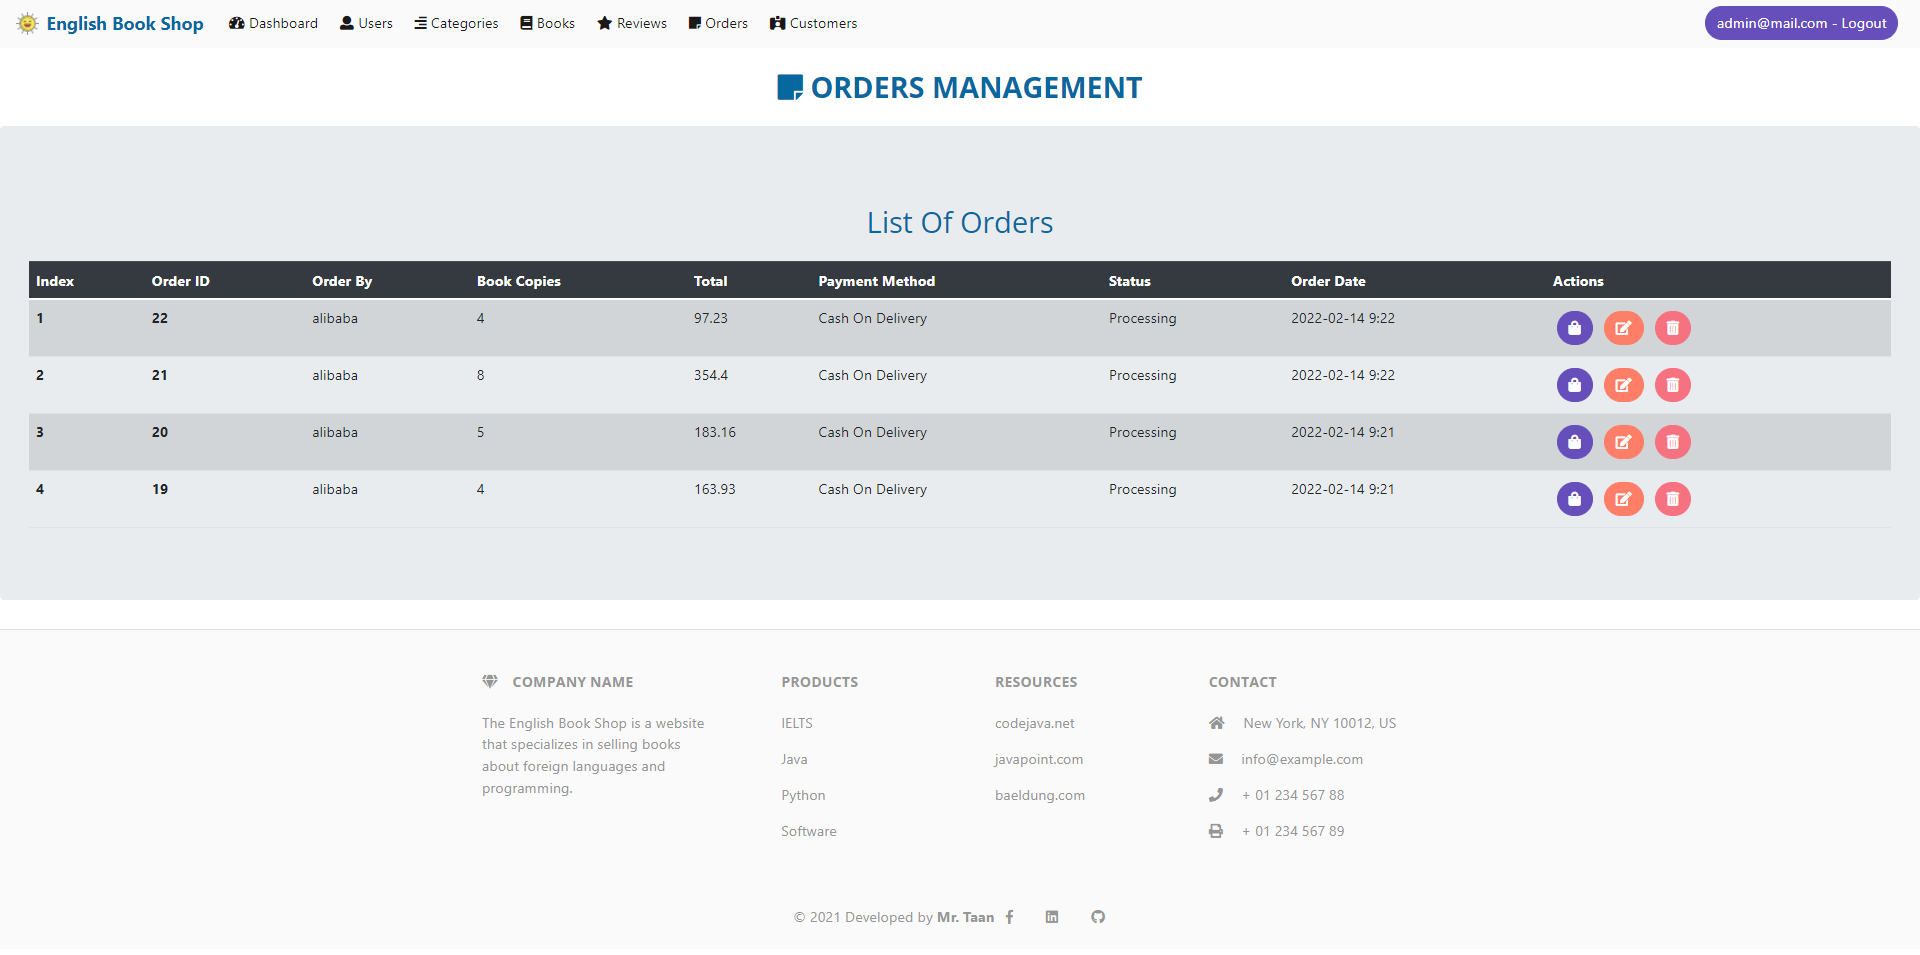 English Book Shop Dashboard Users Categories Books Reviews Orders Customers admin@mail.com - Logout
ORDERS MANAGEMENT
List Of Orders
Index Order ID Order By Book Copies Total Payment Method Status Order Date Actions
1 22 alibaba 4 97.23 Cash On Delivery Processing 2022-02-14 9:22
2 21 alibaba 8 354.4 Cash On Delivery Processing 2022-02-14 9:22
3 20 alibaba 5 183.16 Cash On Delivery Processing 2022-02-14 9:21
4 19 alibaba 4 163.93 Cash On Delivery Processing 2022-02-14 9:21
COMPANY NAME
The English Book Shop is a website
that specializes in selling books
about foreign languages and
programming.
PRODUCTS
IELTS
Java
Python
Software
RESOURCES
codejava.net
javapoint.com
baeldung.com
CONTACT
New York, NY 10012, US
info@example.com
+ 01 234 567 88
+ 01 234 567 89
© 2021 Developed by Mr. Taan